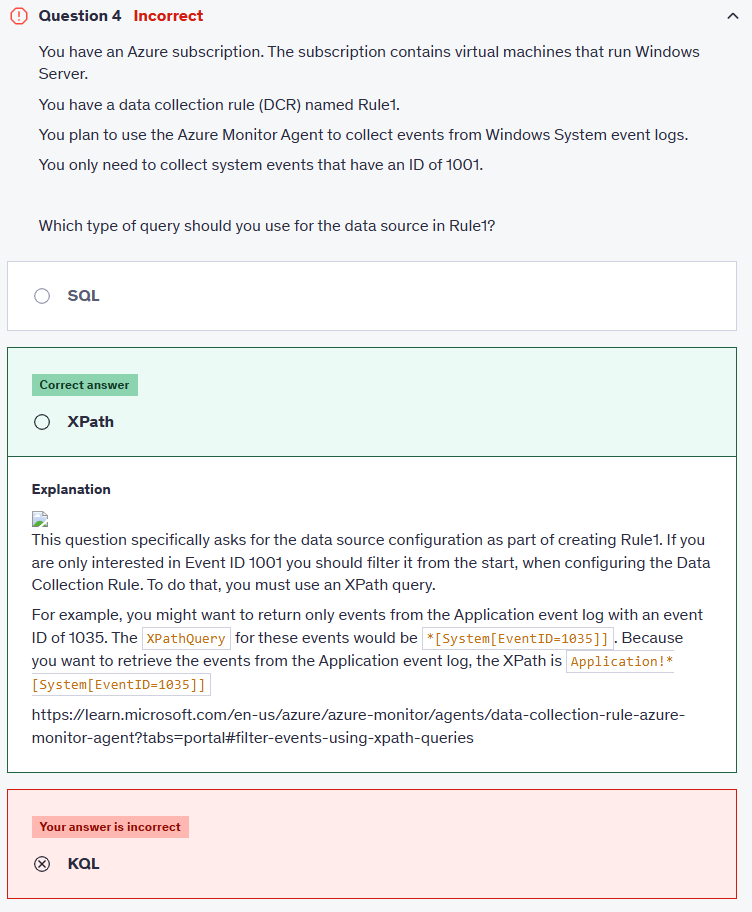 Question 4 Incorrect
You have an Azure subscription. The subscription contains virtual machines that run Windows
Server.
You have a data collection rule (DCR) named Rule1.
You plan to use the Azure Monitor Agent to collect events from Windows System event logs.
You only need to collect system events that have an ID of 1001.
Which type of query should you use for the data source in Rule1?
SQL
Correct answer
XPath
Explanation
This question specifically asks for the data source configuration as part of creating Rule1. If you
are only interested in Event ID 1001 you should filter it from the start, when configuring the Data
Collection Rule. To do that, you must use an XPath query.
For example, you might want to return only events from the Application event log with an event
ID of 1035. The XPathQuery for these events would be *[System[EventID=1035]]. Because
you want to retrieve the events from the Application event log, the XPath is Application!*
[System[EventID=1035]]
https://learn.microsoft.com/en-us/azure/azure-monitor/agents/data-collection-rule-azure-
monitor-agent?tabs=portal#filter-events-using-xpath-queries
Your answer is incorrect
KQL